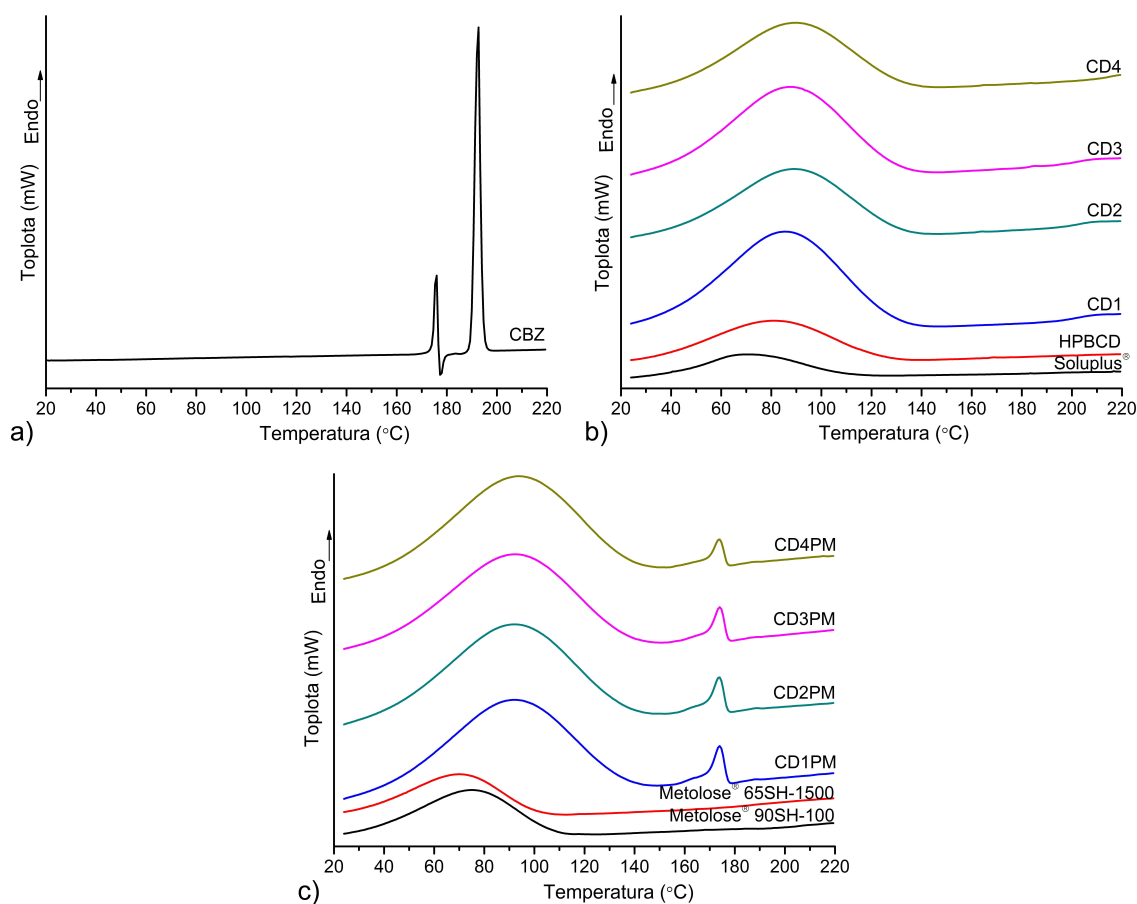 Toplota (mW) Endo
CBZ
20 40 60 80 100 120 140 160 180 200 220
Temperatura (°C)
a)
Toplota (mW) Endo
CD4
CD3
CD2
CD1
HPBCD
Soluplus®
20 40 60 80 100 120 140 160 180 200 220
Temperatura (°C)
b)
Toplota (mW) Endo
CD4PM
CD3PM
CD2PM
CD1PM
Metolose® 65SH-1500
Metolose® 90SH-100
20 40 60 80 100 120 140 160 180 200 220
Temperatura (°C)
c)